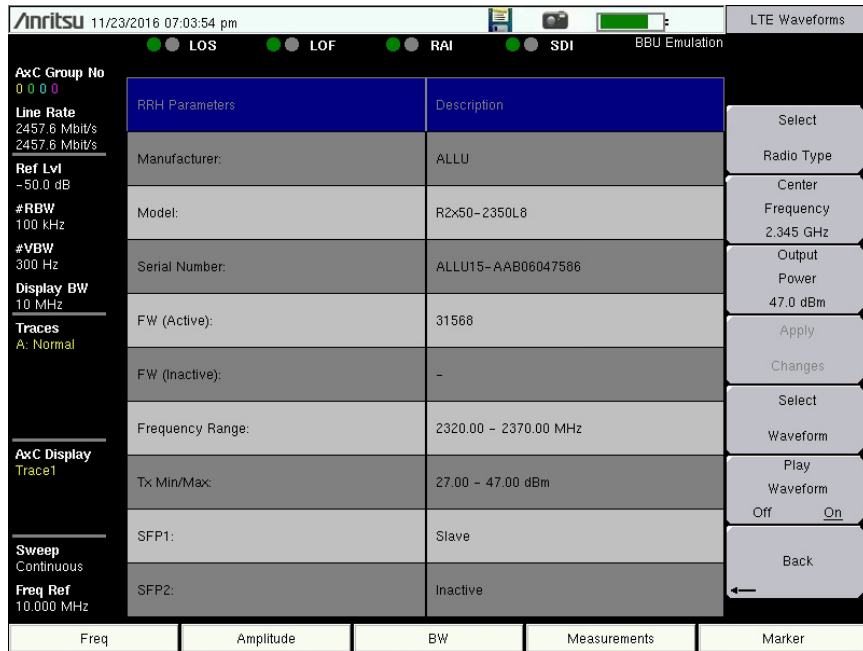 Anritsu 11/23/2016 07:03:54 pm
LTE Waveforms
LOS LOF RAI SDI BBU Emulation
AxC Group No
0 0 0 0
Line Rate
2457.6 Mbit/s
2457.6 Mbit/s
Ref Lvl
-50.0 dB
#RBW
100 kHz
#VBW
300 Hz
Display BW
10 MHz
Traces
A: Normal
AxC Display
Trace1
Sweep
Continuous
Freq Ref
10.000 MHz
RRH Parameters Description
Manufacturer: ALLU
Model: R2x50-2350L8
Serial Number: ALLU15-AAB06047586
FW (Active): 31568
FW (Inactive): -
Frequency Range: 2320.00 - 2370.00 MHz
Tx Min/Max: 27.00 - 47.00 dBm
SFP1: Slave
SFP2: Inactive
Select
Radio Type
Center
Frequency
2.345 GHz
Output
Power
47.0 dBm
Apply
Changes
Select
Waveform
Play
Waveform
Off On
Back
Freq Amplitude BW Measurements Marker